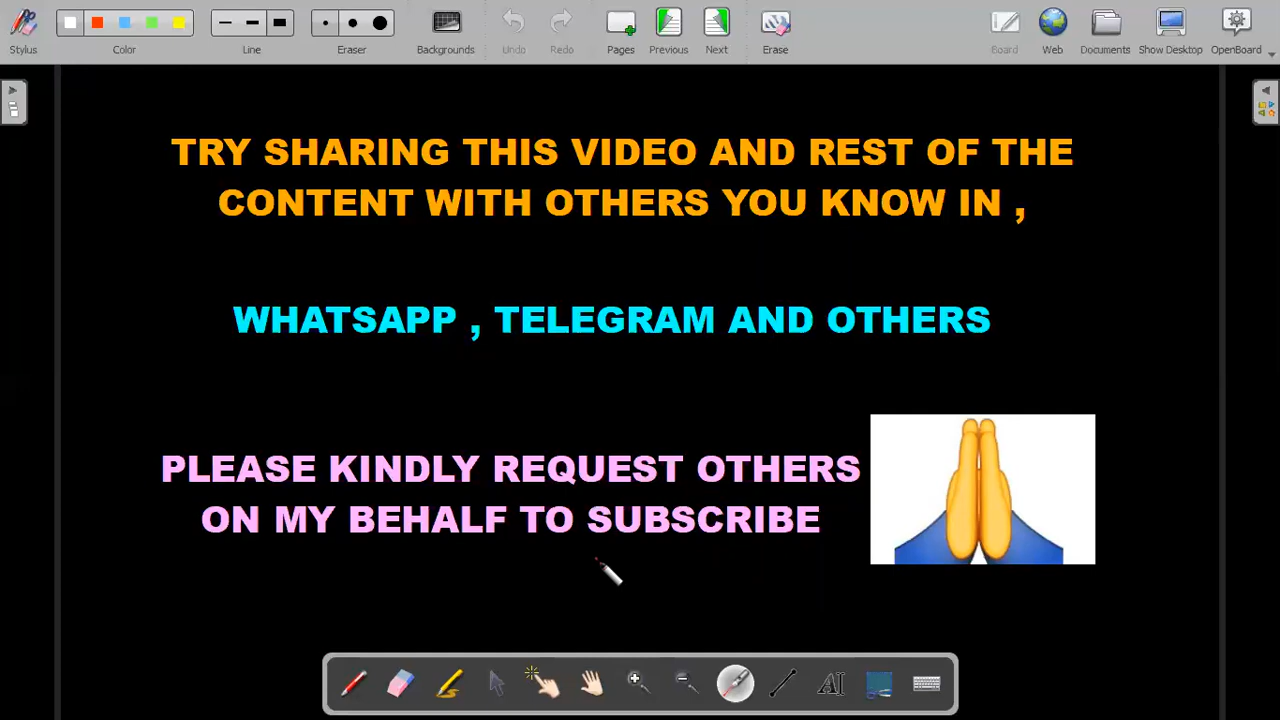 Stylus
Color
Line
Eraser
Backgrounds
Undo
Redo
Pages
Previous
Next
Erase
Board
Web
Documents
Show Desktop
OpenBoard
TRY SHARING THIS VIDEO AND REST OF THE
CONTENT WITH OTHERS YOU KNOW IN ,
WHATSAPP , TELEGRAM AND OTHERS
PLEASE KINDLY REQUEST OTHERS
ON MY BEHALF TO SUBSCRIBE
AI